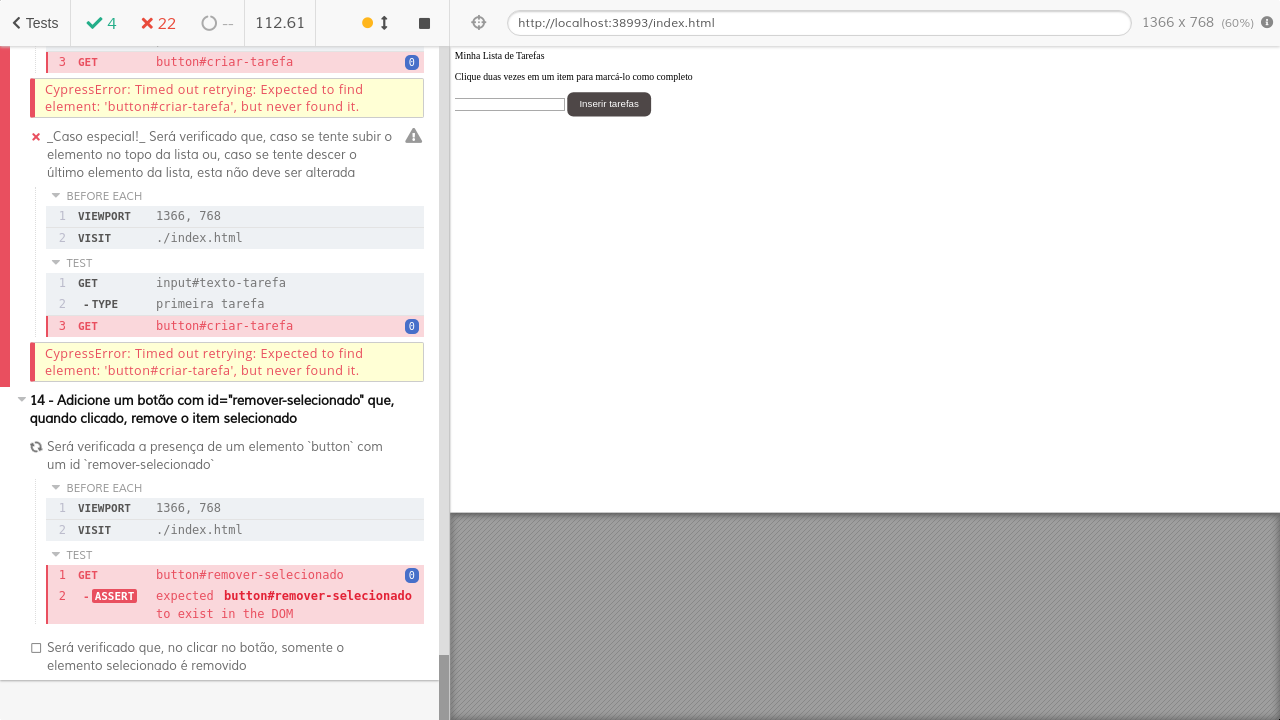 Tests
4
22
--
112.61
http://localhost:38993/index.html
1366 x 768 (60%)
3 GET button#criar-tarefa 0
CypressError: Timed out retrying: Expected to find
element: 'button#criar-tarefa', but never found it.
_Caso especial!_ Será verificado que, caso se tente subir o
elemento no topo da lista ou, caso se tente descer o
último elemento da lista, esta não deve ser alterada
BEFORE EACH
1 VIEWPORT 1366, 768
2 VISIT ./index.html
TEST
1 GET input#texto-tarefa
2 -TYPE primeira tarefa
3 GET button#criar-tarefa 0
CypressError: Timed out retrying: Expected to find
element: 'button#criar-tarefa', but never found it.
14 - Adicione um botão com id="remover-selecionado" que,
quando clicado, remove o item selecionado
Será verificada a presença de um elemento `button` com
um id `remover-selecionado`
BEFORE EACH
1 VIEWPORT 1366, 768
2 VISIT ./index.html
TEST
1 GET button#remover-selecionado 0
2 -ASSERT expected button#remover-selecionado
to exist in the DOM
Será verificado que, no clicar no botão, somente o
elemento selecionado é removido
Minha Lista de Tarefas
Clique duas vezes em um item para marcá-lo como completo
Inserir tarefas